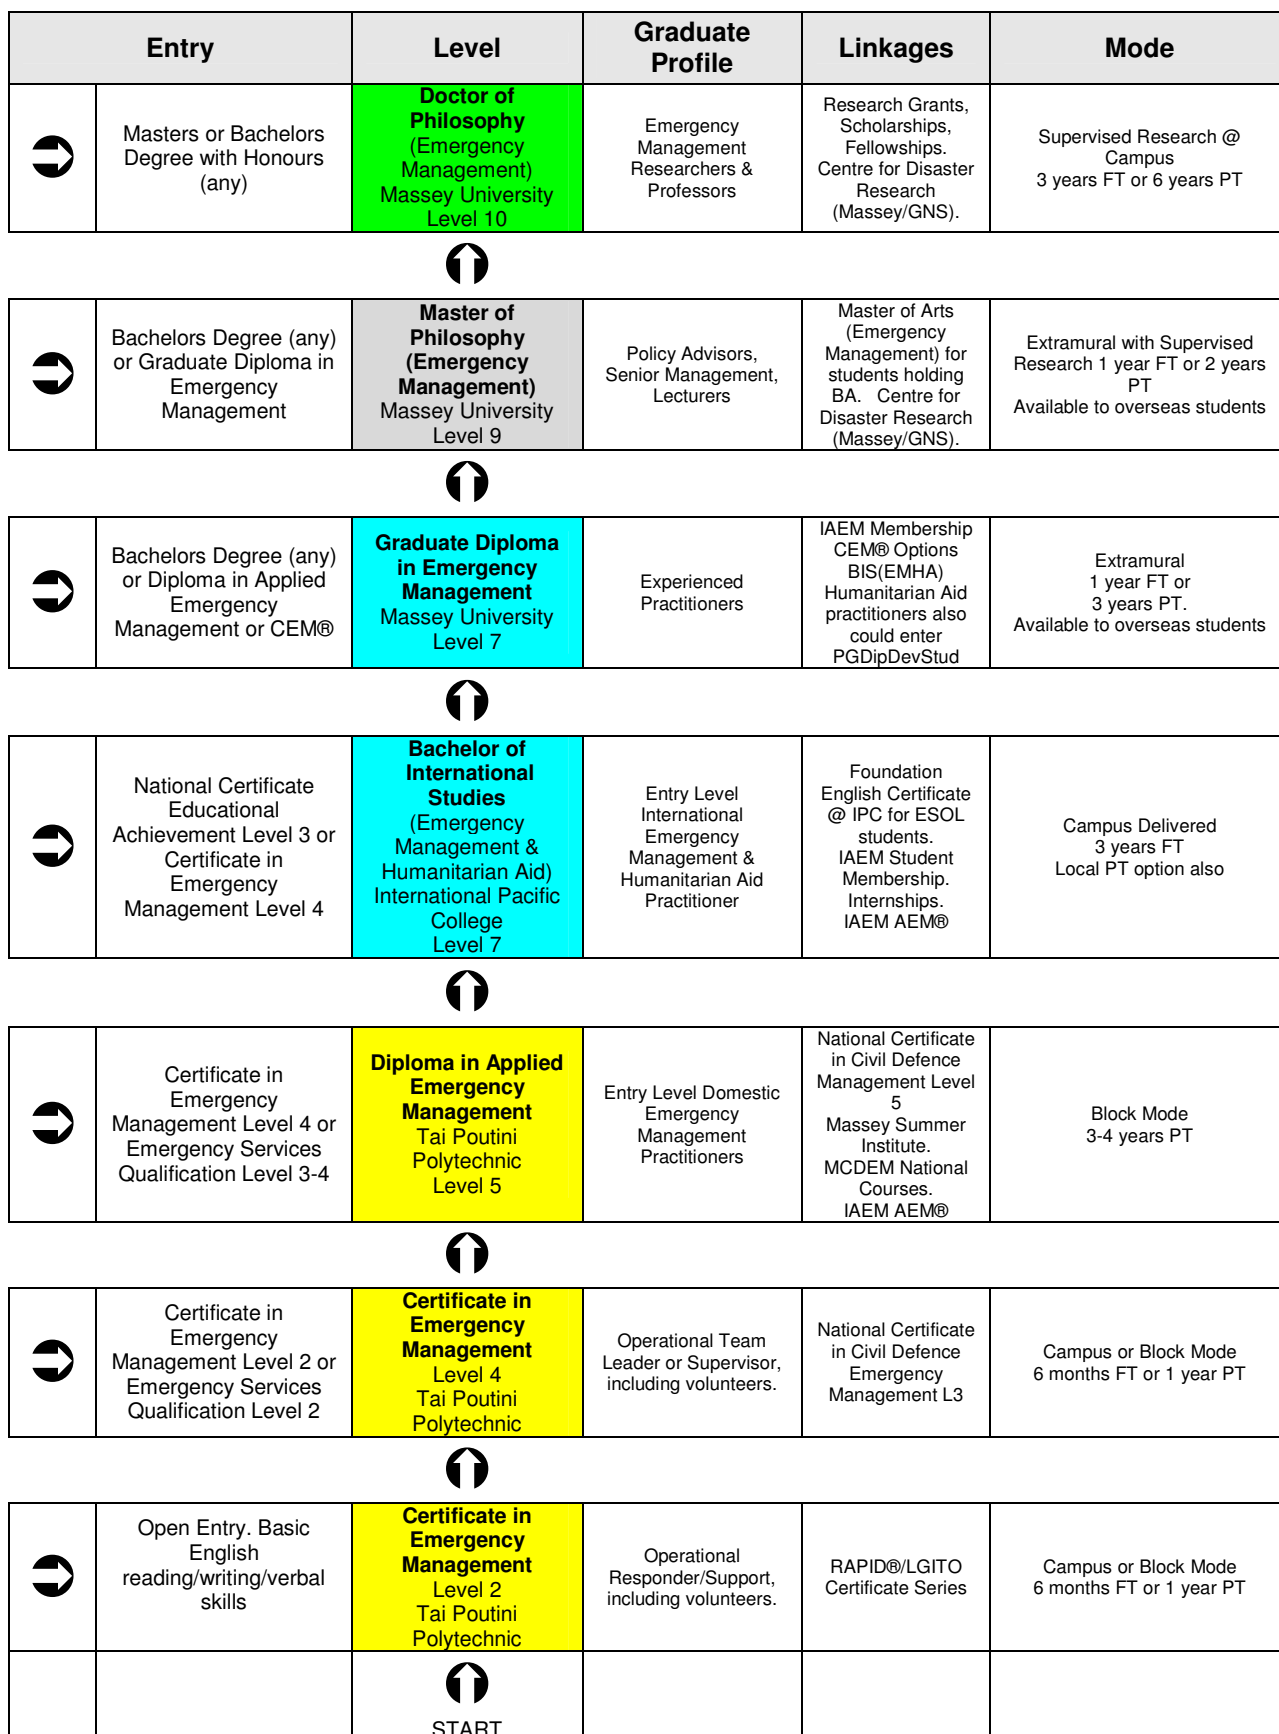 Entry
Level
Graduate
Profile
Linkages
Mode
Masters or Bachelors
Degree with Honours
(any)
Doctor of
Philosophy
(Emergency
Management)
Massey University
Level 10
Emergency
Management
Researchers &
Professors
Research Grants,
Scholarships,
Fellowships.
Centre for Disaster
Research
(Massey/GNS).
Supervised Research @
Campus
3 years FT or 6 years PT
Bachelors Degree (any)
or Graduate Diploma in
Emergency
Management
Master of
Philosophy
(Emergency
Management)
Massey University
Level 9
Policy Advisors,
Senior Management,
Lecturers
Master of Arts
(Emergency
Management) for
students holding
BA. Centre for
Disaster Research
(Massey/GNS).
Extramural with Supervised
Research 1 year FT or 2 years
PT
Available to overseas students
Bachelors Degree (any)
or Diploma in Applied
Emergency
Management or CEM®
Graduate Diploma
in Emergency
Management
Massey University
Level 7
Experienced
Practitioners
IAEM Membership
CEM® Options
BIS(EMHA)
Humanitarian Aid
practitioners also
could enter
PGDipDevStud
Extramural
1 year FT or
3 years PT.
Available to overseas students
National Certificate
Educational
Achievement Level 3 or
Certificate in
Emergency
Management Level 4
Bachelor of
International
Studies
(Emergency
Management &
Humanitarian Aid)
International Pacific
College
Level 7
Entry Level
International
Emergency
Management &
Humanitarian Aid
Practitioner
Foundation
English Certificate
@ IPC for ESOL
students.
IAEM Student
Membership.
Internships.
IAEM AEM®
Campus Delivered
3 years FT
Local PT option also
Certificate in
Emergency
Management Level 4 or
Emergency Services
Qualification Level 3-4
Diploma in Applied
Emergency
Management
Tai Poutini
Polytechnic
Level 5
Entry Level Domestic
Emergency
Management
Practitioners
National Certificate
in Civil Defence
Management Level
5
Massey Summer
Institute.
MCDEM National
Courses.
IAEM AEM®
Block Mode
3-4 years PT
Certificate in
Emergency
Management Level 2 or
Emergency Services
Qualification Level 2
Certificate in
Emergency
Management
Level 4
Tai Poutini
Polytechnic
Operational Team
Leader or Supervisor,
including volunteers.
National Certificate
in Civil Defence
Emergency
Management L3
Campus or Block Mode
6 months FT or 1 year PT
Open Entry. Basic
English
reading/writing/verbal
skills
Certificate in
Emergency
Management
Level 2
Tai Poutini
Polytechnic
Operational
Responder/Support,
including volunteers.
RAPID®/LGITO
Certificate Series
Campus or Block Mode
6 months FT or 1 year PT
START